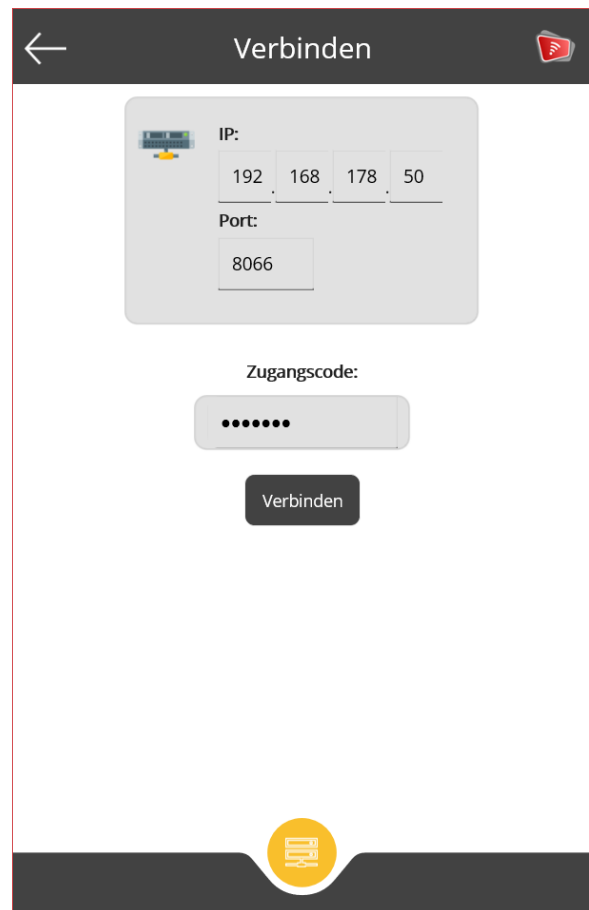 Verbinden
IP:
192 . 168 . 178 . 50
Port:
8066
Zugangscode:
•••••••
Verbinden